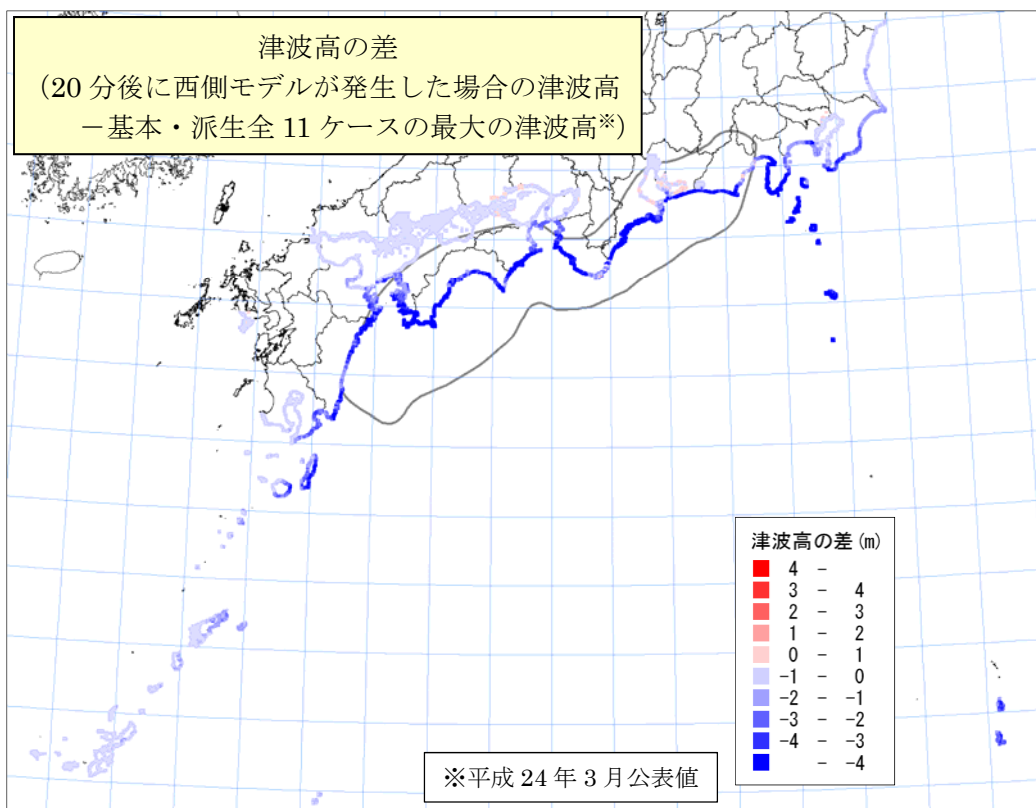 津波高の差
(20 分後に西側モデルが発生した場合の津波高
－基本・派生全 11 ケースの最大の津波高※)
津波高の差(m)
4 -
3 - 4
2 - 3
1 - 2
0 - 1
-1 - 0
-2 - -1
-3 - -2
-4 - -3
- -4
※平成 24 年 3 月公表値